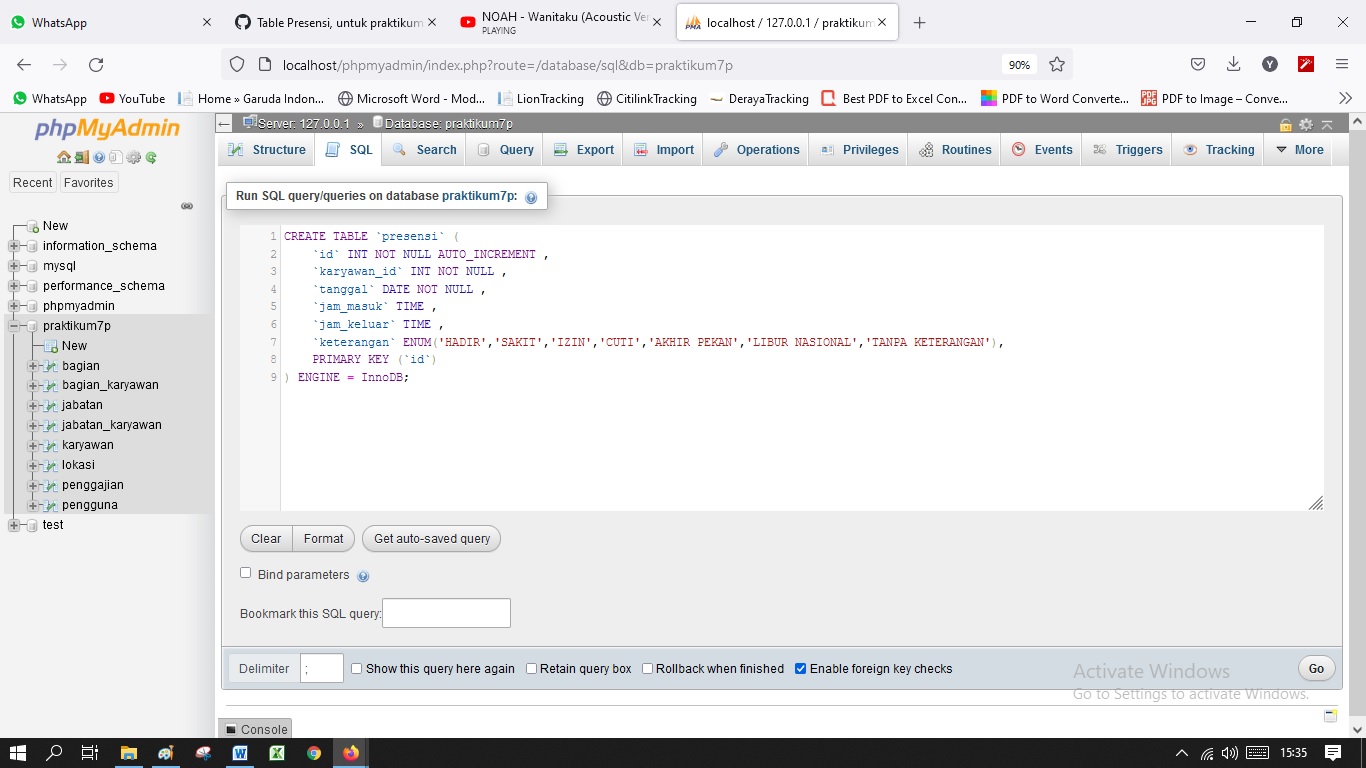 WhatsApp
Table Presensi, untuk praktikum
NOAH - Wanitaku (Acoustic Ve
PLAYING
localhost / 127.0.0.1 / praktikum
localhost/phpmyadmin/index.php?route=/database/sql&db=praktikum7p
90%
WhatsApp
YouTube
Home » Garuda Indon...
Microsoft Word - Mod...
LionTracking
CitilinkTracking
DerayaTracking
Best PDF to Excel Con...
PDF to Word Converte...
PDF to Image – Conve...
phpMyAdmin
Recent
Favorites
New
information_schema
mysql
performance_schema
phpmyadmin
praktikum7p
New
bagian
bagian_karyawan
jabatan
jabatan_karyawan
karyawan
lokasi
penggajian
pengguna
test
Server: 127.0.0.1 » Database: praktikum7p
Structure
SQL
Search
Query
Export
Import
Operations
Privileges
Routines
Events
Triggers
Tracking
More
Run SQL query/queries on database praktikum7p:
1 CREATE TABLE `presensi` (
2 `id` INT NOT NULL AUTO_INCREMENT ,
3 `karyawan_id` INT NOT NULL ,
4 `tanggal` DATE NOT NULL ,
5 `jam_masuk` TIME ,
6 `jam_keluar` TIME ,
7 `keterangan` ENUM('HADIR','SAKIT','IZIN','CUTI','AKHIR PEKAN','LIBUR NASIONAL','TANPA KETERANGAN'),
8 PRIMARY KEY (`id`)
9 ) ENGINE = InnoDB;
Clear
Format
Get auto-saved query
Bind parameters
Bookmark this SQL query:
Delimiter ;
Show this query here again
Retain query box
Rollback when finished
Enable foreign key checks
Go
Activate Windows
Go to Settings to activate Windows.
Console
15:35